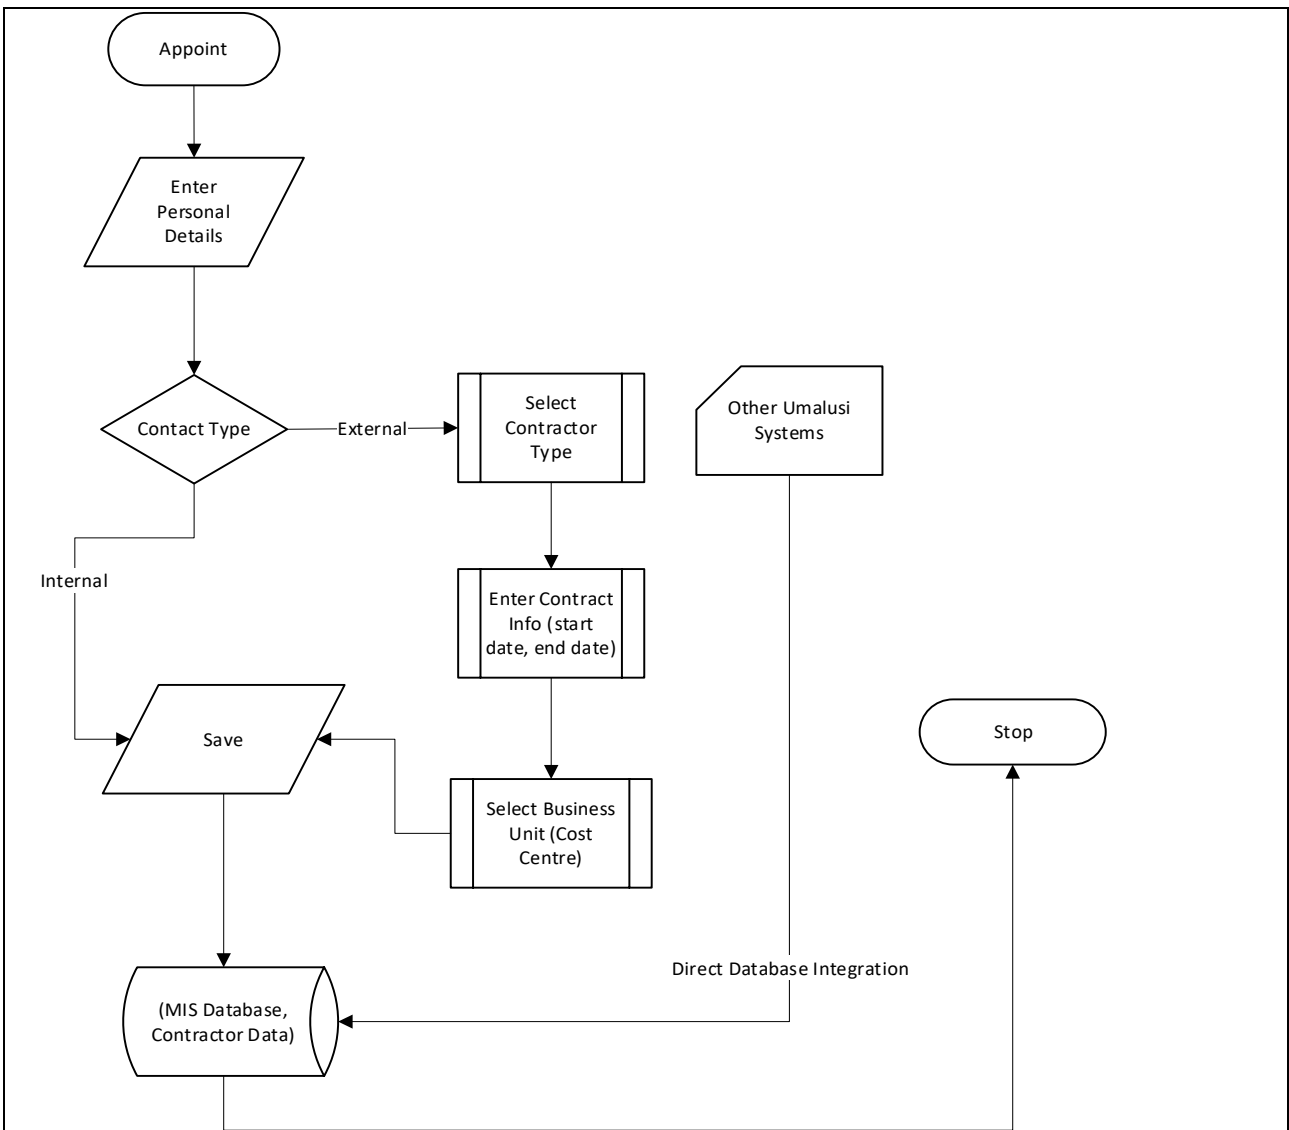 Appoint
Enter
Personal
Details
Contact Type
External
Select
Contractor
Type
Other Umalusi
Systems
Internal
Enter Contract
Info (start
date, end date)
Save
Select Business
Unit (Cost
Centre)
Stop
Direct Database Integration
(MIS Database,
Contractor Data)